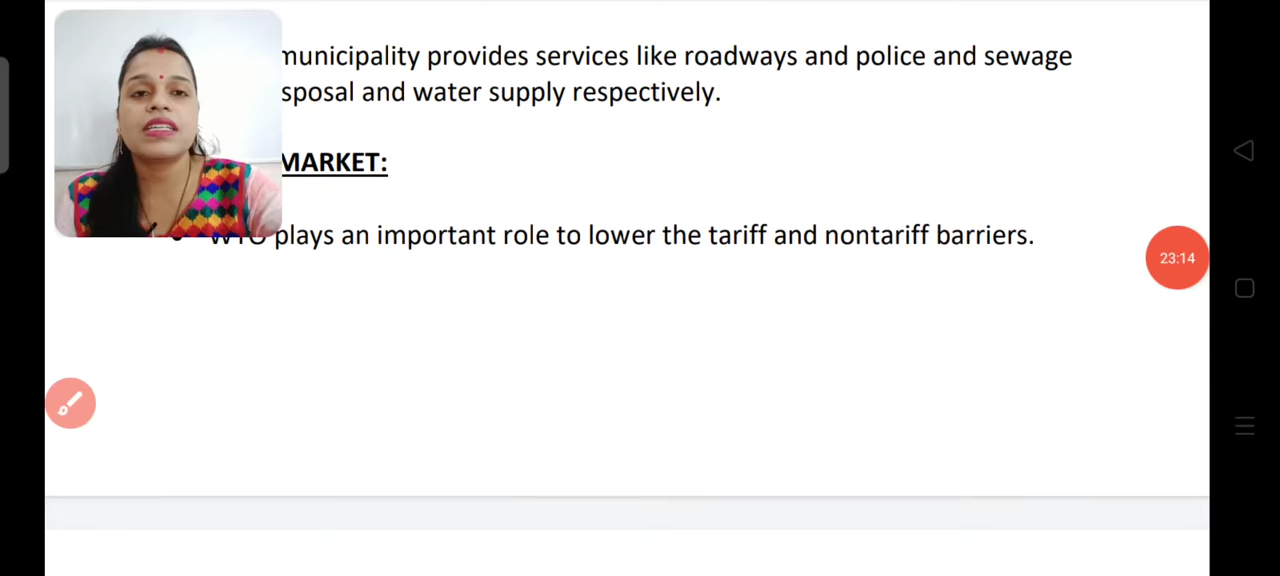 municipality provides services like roadways and police and sewage
sposal and water supply respectively.
MARKET:
plays an important role to lower the tariff and nontariff barriers.
23:14